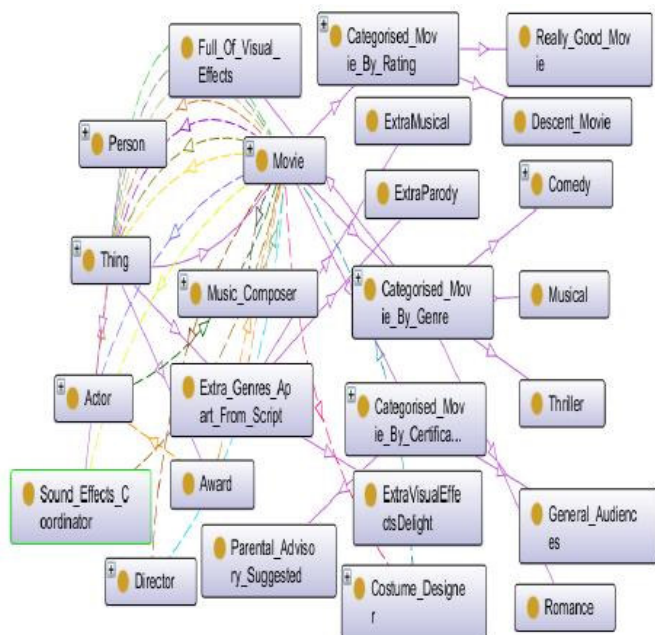 Full_Of_Visual_
Effects
Categorised_Mov
ie_By_Rating
Really_Good_Mov
ie
Person
ExtraMusical
Descent_Movie
Movie
ExtraParody
Comedy
Thing
Music_Composer
Categorised_Mov
ie_By_Genre
Musical
Actor
Extra_Genres_Ap
art_From_Script
Categorised_Mov
ie_By_Certifica...
Thriller
Sound_Effects_C
oordinator
Award
ExtraVisualEffe
ctsDelight
General_Audienc
es
Director
Parental_Adviso
ry_Suggested
Costume_Designe
r
Romance